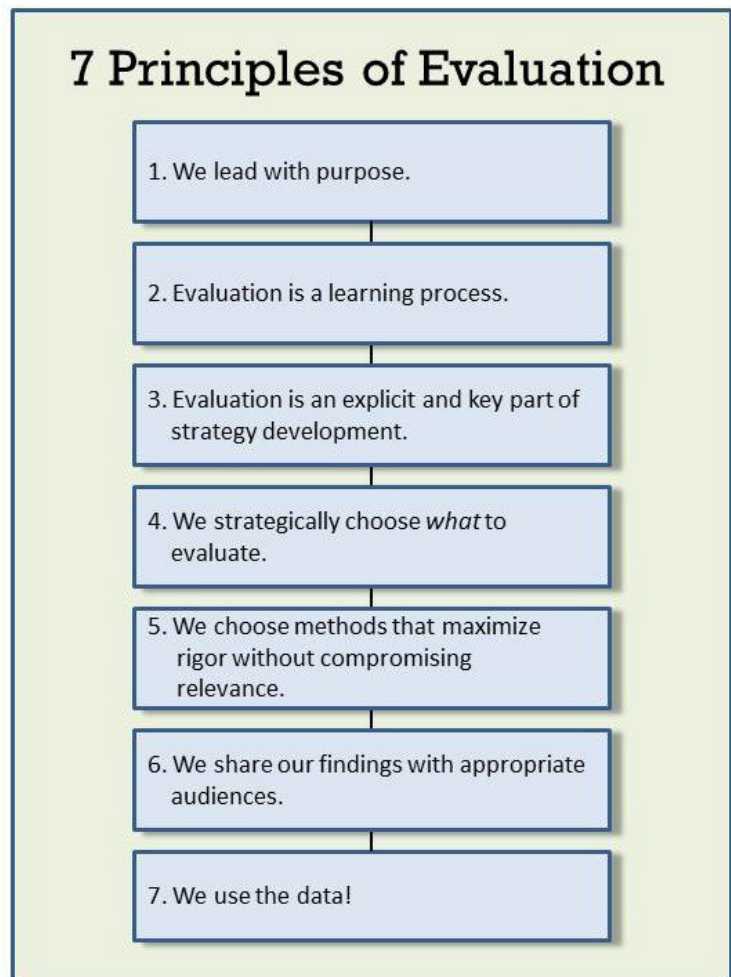 7 Principles of Evaluation
1. We lead with purpose.
2. Evaluation is a learning process.
3. Evaluation is an explicit and key part of
strategy development.
4. We strategically choose what to
evaluate.
5. We choose methods that maximize
rigor without compromising
relevance.
6. We share our findings with appropriate
audiences.
7. We use the data!